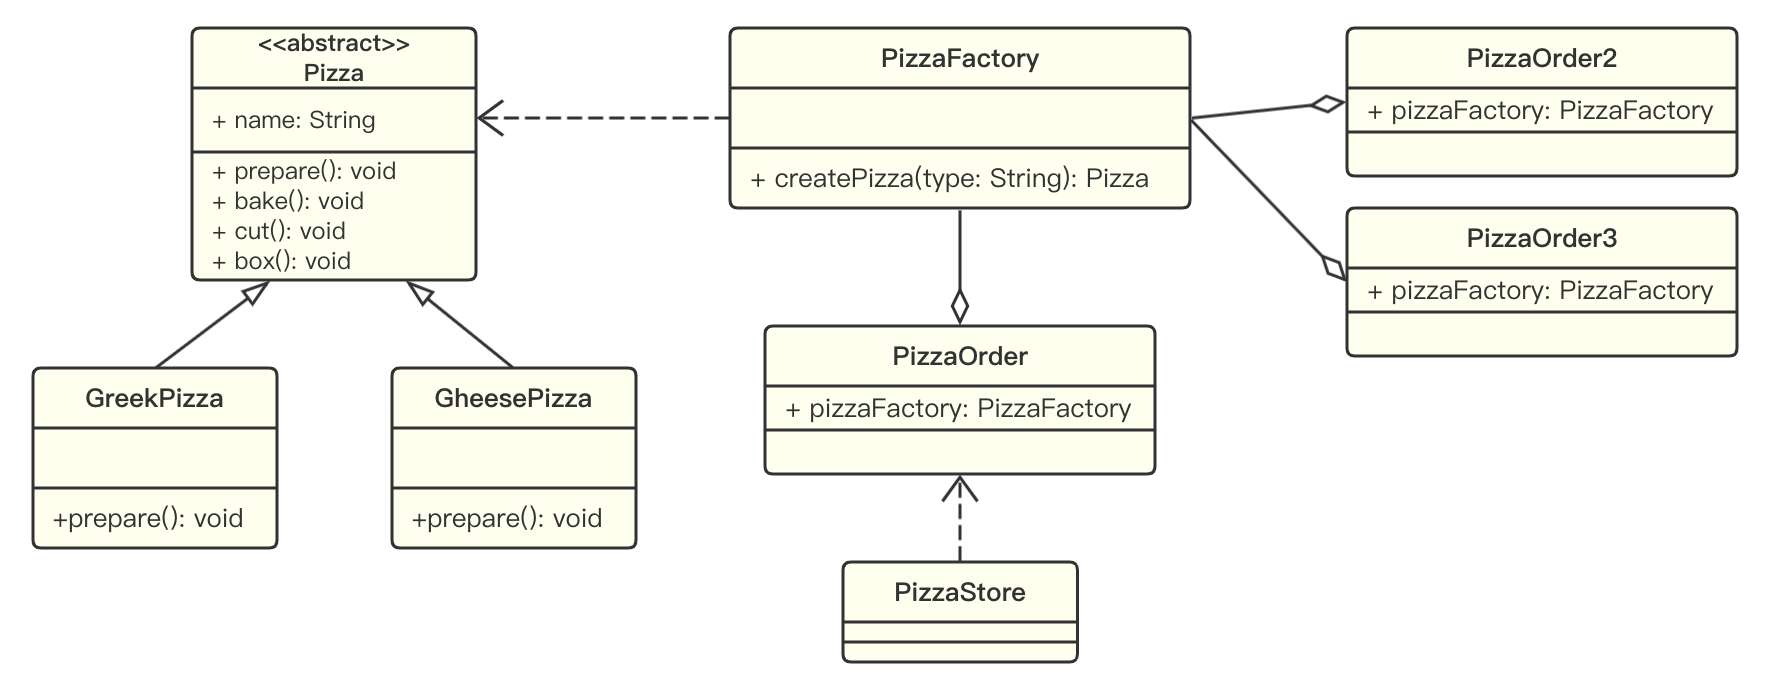 <<abstract>>
Pizza
+ name: String
+ prepare(): void
+ bake(): void
+ cut(): void
+ box(): void
GreekPizza
+prepare(): void
GheesePizza
+prepare(): void
PizzaFactory
+ createPizza(type: String): Pizza
PizzaOrder
+ pizzaFactory: PizzaFactory
PizzaStore
PizzaOrder2
+ pizzaFactory: PizzaFactory
PizzaOrder3
+ pizzaFactory: PizzaFactory